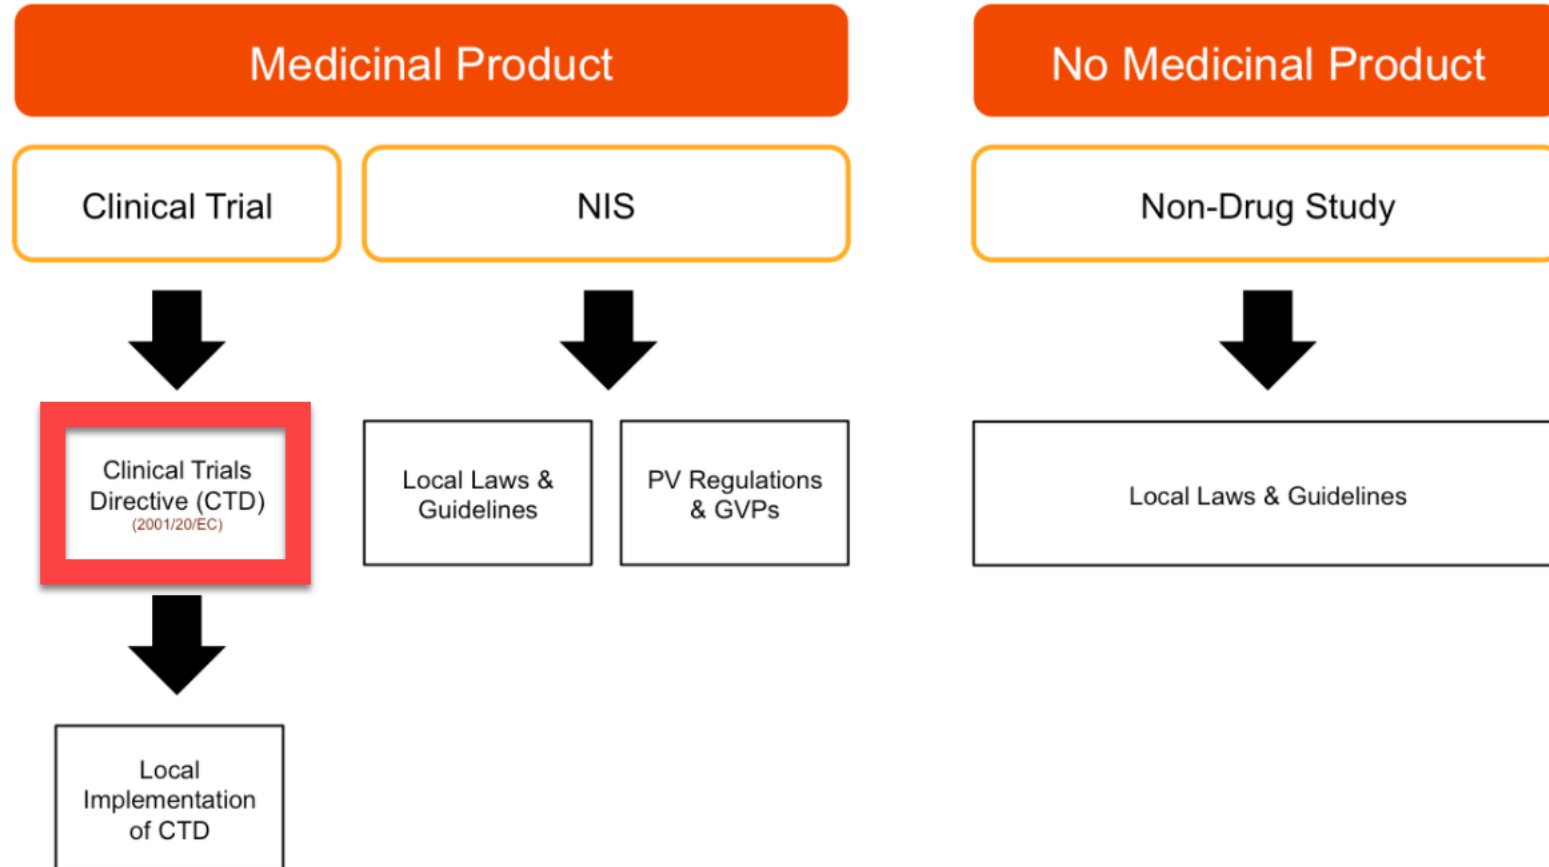 Medicinal Product
No Medicinal Product
Clinical Trial
NIS
Non-Drug Study
Clinical Trials
Directive (CTD)
(2001/20/EC)
Local Laws &
Guidelines
PV Regulations
& GVPs
Local Laws & Guidelines
Local
Implementation
of CTD